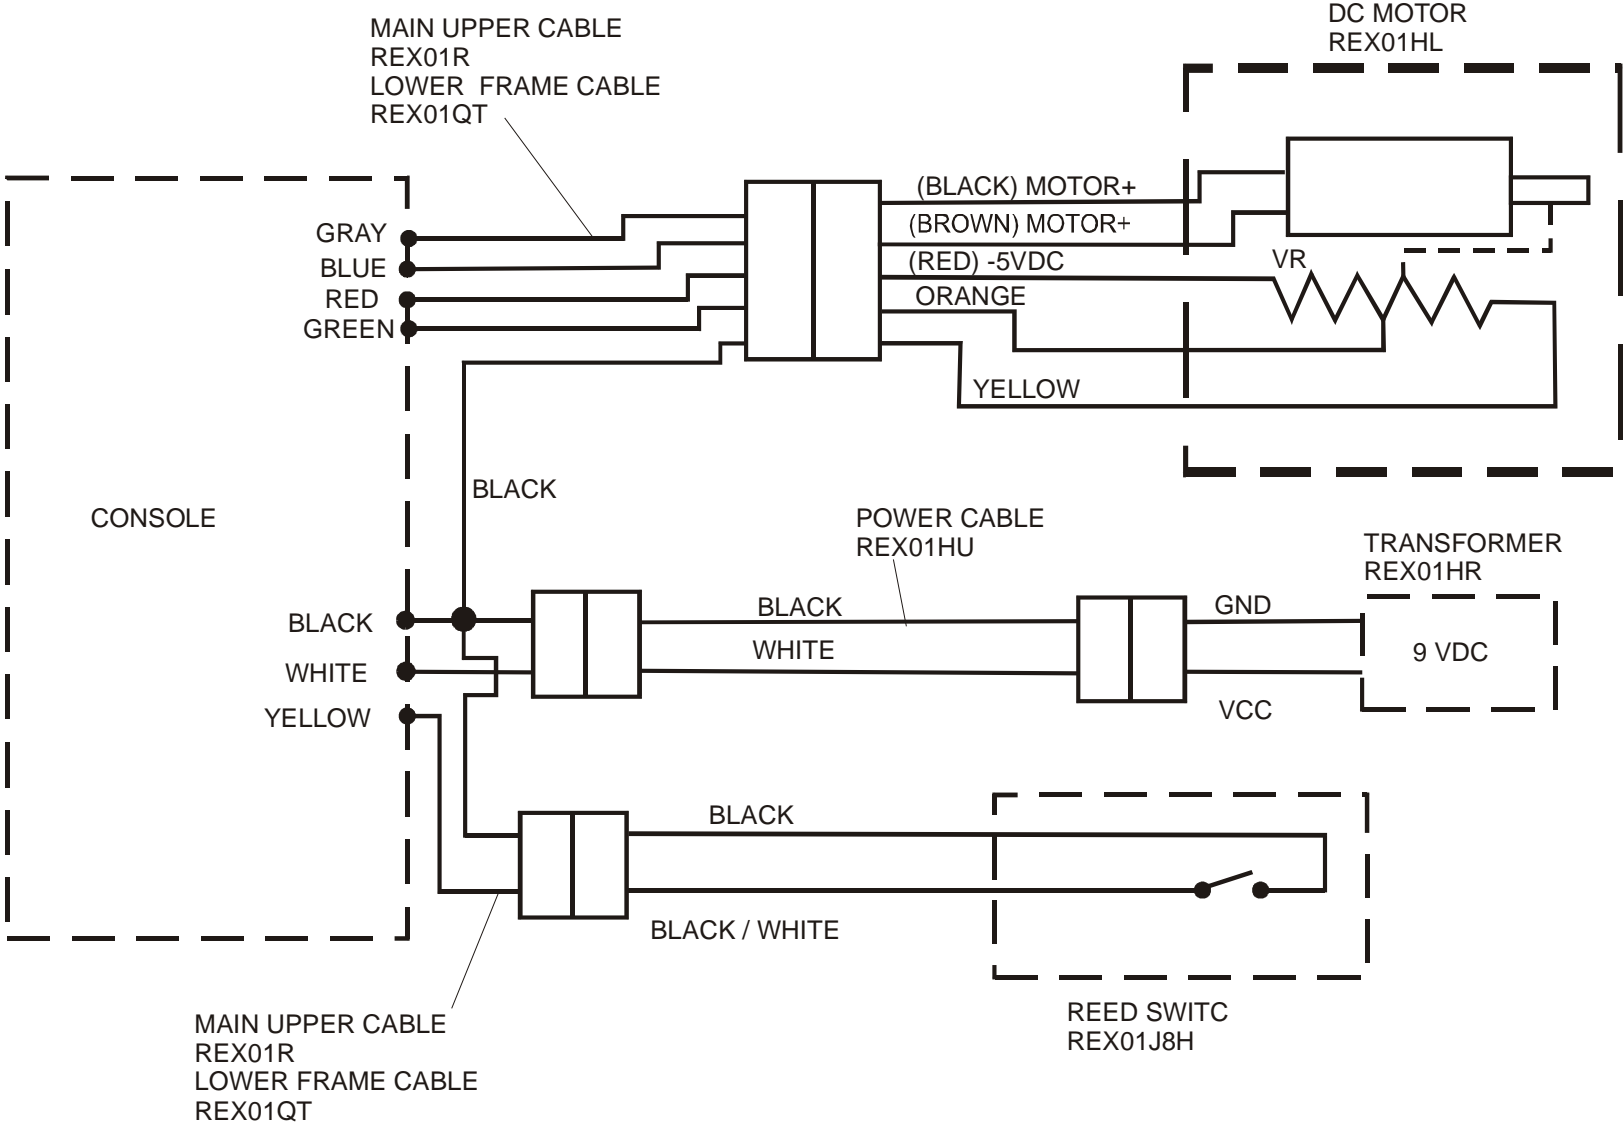 MAIN UPPER CABLE
REX01R
LOWER FRAME CABLE
REX01QT
DC MOTOR
REX01HL
GRAY
BLUE
RED
GREEN
(BLACK) MOTOR+
(BROWN) MOTOR+
(RED) -5VDC
ORANGE
YELLOW
VR
BLACK
CONSOLE
POWER CABLE
REX01HU
TRANSFORMER
REX01HR
BLACK
WHITE
YELLOW
BLACK
WHITE
GND
VCC
9 VDC
BLACK
BLACK / WHITE
REED SWITC
REX01J8H
MAIN UPPER CABLE
REX01R
LOWER FRAME CABLE
REX01QT